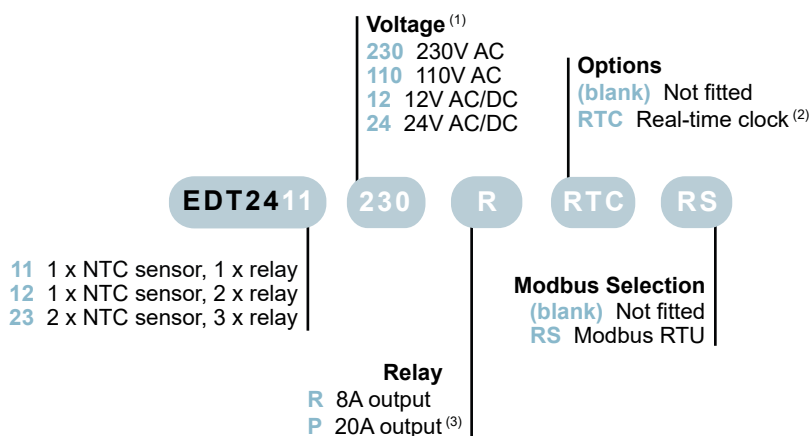 Voltage (1)
230 230V AC
110 110V AC
12 12V AC/DC
24 24V AC/DC
Options
(blank) Not fitted
RTC Real-time clock (2)
EDT2411 230 R RTC RS
11 1 x NTC sensor, 1 x relay
12 1 x NTC sensor, 2 x relay
23 2 x NTC sensor, 3 x relay
Modbus Selection
(blank) Not fitted
RS Modbus RTU
Relay
R 8A output
P 20A output (3)